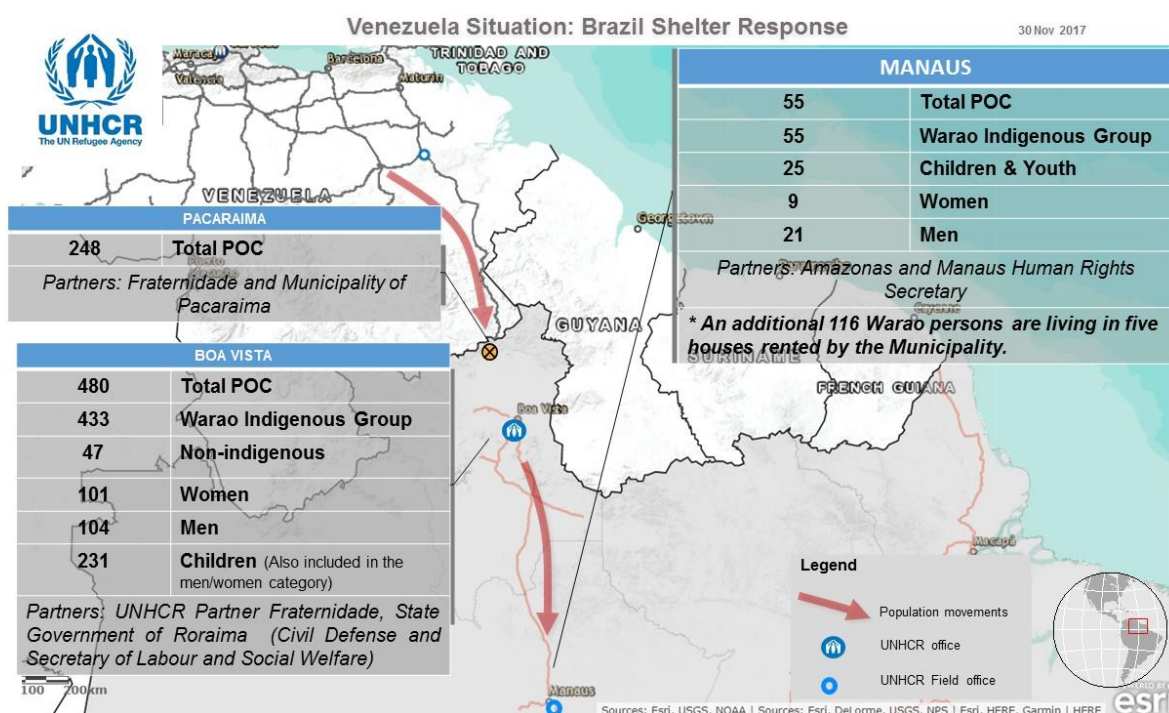 Venezuela Situation: Brazil Shelter Response
30 Nov 2017
UNHCR
The UN Refugee Agency
MANAUS
55 Total POC
55 Warao Indigenous Group
25 Children & Youth
9 Women
21 Men
Partners: Amazonas and Manaus Human Rights
Secretary
* An additional 116 Warao persons are living in five
houses rented by the Municipality.
PACARAIMA
248 Total POC
Partners: Fraternidade and Municipality of
Pacaraima
BOA VISTA
480 Total POC
433 Warao Indigenous Group
47 Non-indigenous
101 Women
104 Men
231 Children (Also included in the
men/women category)
Partners: UNHCR Partner Fraternidade, State
Government of Roraima (Civil Defense and
Secretary of Labour and Social Welfare)
Valencia
Barcelona
Maturin
TRINIDAD AND
TOBAGO
VENEZUELA
Georgetown
GUYANA
SURINAME
Cayenne
FRENCH GUIANA
Boa Vista
Macapá
Manaus
Legend
Population movements
UNHCR office
UNHCR Field office
100 200km
esri
Sources: Esri, USGS, NOAA | Sources: Esri, DeLorme, USGS, NPS | Esri, HERE, Garmin | HERE